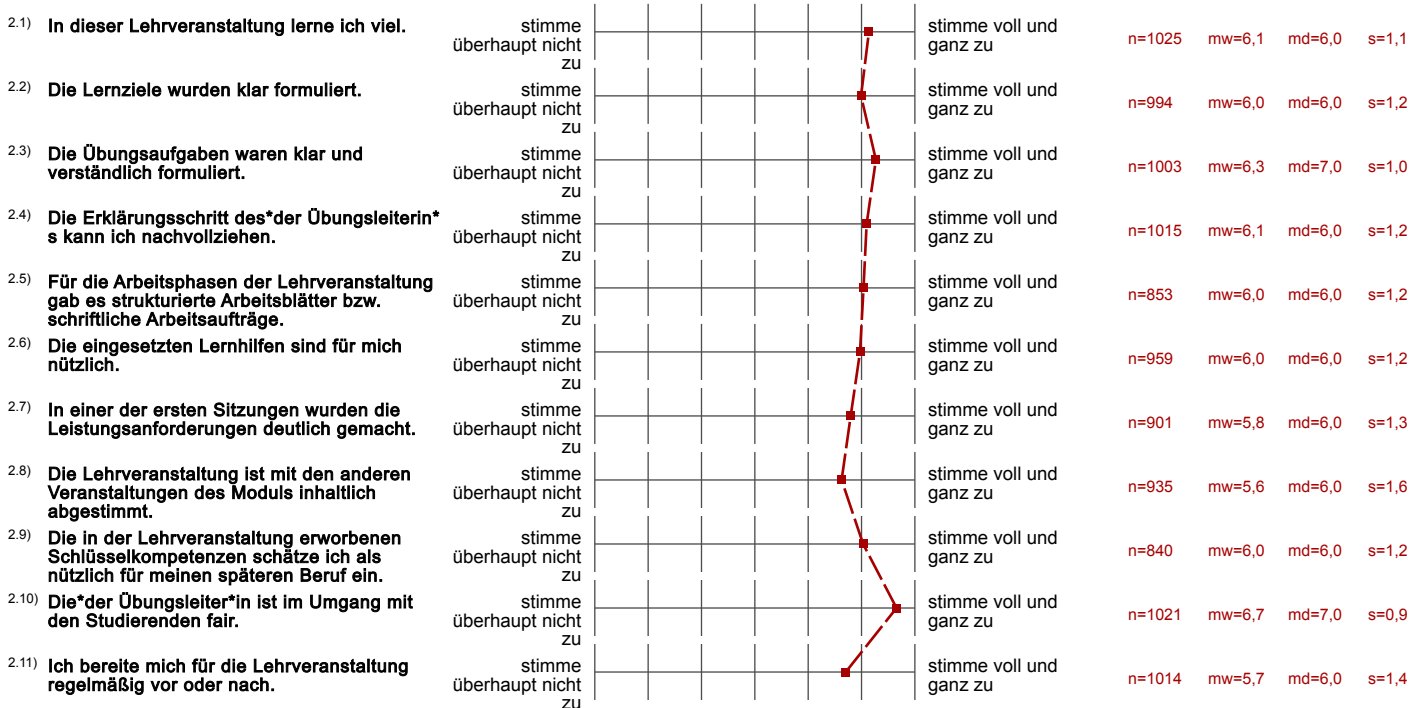 2.1) In dieser Lehrveranstaltung lerne ich viel.
stimme
überhaupt nicht
zu
stimme voll und
ganz zu
n=1025 mw=6,1 md=6,0 s=1,1
2.2) Die Lernziele wurden klar formuliert.
stimme
überhaupt nicht
zu
stimme voll und
ganz zu
n=994 mw=6,0 md=6,0 s=1,2
2.3) Die Übungsaufgaben waren klar und
verständlich formuliert.
stimme
überhaupt nicht
zu
stimme voll und
ganz zu
n=1003 mw=6,3 md=7,0 s=1,0
2.4) Die Erklärungsschritt des*der Übungsleiterin*
s kann ich nachvollziehen.
stimme
überhaupt nicht
zu
stimme voll und
ganz zu
n=1015 mw=6,1 md=6,0 s=1,2
2.5) Für die Arbeitsphasen der Lehrveranstaltung
gab es strukturierte Arbeitsblätter bzw.
schriftliche Arbeitsaufträge.
stimme
überhaupt nicht
zu
stimme voll und
ganz zu
n=853 mw=6,0 md=6,0 s=1,2
2.6) Die eingesetzten Lernhilfen sind für mich
nützlich.
stimme
überhaupt nicht
zu
stimme voll und
ganz zu
n=959 mw=6,0 md=6,0 s=1,2
2.7) In einer der ersten Sitzungen wurden die
Leistungsanforderungen deutlich gemacht.
stimme
überhaupt nicht
zu
stimme voll und
ganz zu
n=901 mw=5,8 md=6,0 s=1,3
2.8) Die Lehrveranstaltung ist mit den anderen
Veranstaltungen des Moduls inhaltlich
abgestimmt.
stimme
überhaupt nicht
zu
stimme voll und
ganz zu
n=935 mw=5,6 md=6,0 s=1,6
2.9) Die in der Lehrveranstaltung erworbenen
Schlüsselkompetenzen schätze ich als
nützlich für meinen späteren Beruf ein.
stimme
überhaupt nicht
zu
stimme voll und
ganz zu
n=840 mw=6,0 md=6,0 s=1,2
2.10) Die*der Übungsleiter*in ist im Umgang mit
den Studierenden fair.
stimme
überhaupt nicht
zu
stimme voll und
ganz zu
n=1021 mw=6,7 md=7,0 s=0,9
2.11) Ich bereite mich für die Lehrveranstaltung
regelmäßig vor oder nach.
stimme
überhaupt nicht
zu
stimme voll und
ganz zu
n=1014 mw=5,7 md=6,0 s=1,4